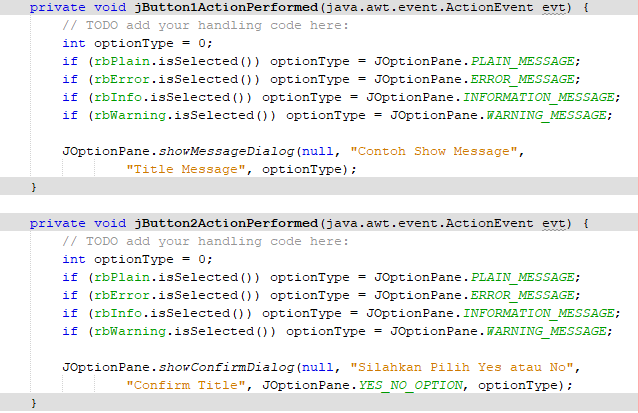 private void jButton1ActionPerformed(java.awt.event.ActionEvent evt) {
// TODO add your handling code here:
int optionType = 0;
if (rbPlain.isSelected()) optionType = JOptionPane.PLAIN_MESSAGE;
if (rbError.isSelected()) optionType = JOptionPane.ERROR_MESSAGE;
if (rbInfo.isSelected()) optionType = JOptionPane.INFORMATION_MESSAGE;
if (rbWarning.isSelected()) optionType = JOptionPane.WARNING_MESSAGE;
JOptionPane.showMessageDialog(null, "Contoh Show Message",
"Title Message", optionType);
}
private void jButton2ActionPerformed(java.awt.event.ActionEvent evt) {
// TODO add your handling code here:
int optionType = 0;
if (rbPlain.isSelected()) optionType = JOptionPane.PLAIN_MESSAGE;
if (rbError.isSelected()) optionType = JOptionPane.ERROR_MESSAGE;
if (rbInfo.isSelected()) optionType = JOptionPane.INFORMATION_MESSAGE;
if (rbWarning.isSelected()) optionType = JOptionPane.WARNING_MESSAGE;
JOptionPane.showConfirmDialog(null, "Silahkan Pilih Yes atau No",
"Confirm Title", JOptionPane.YES_NO_OPTION, optionType);
}